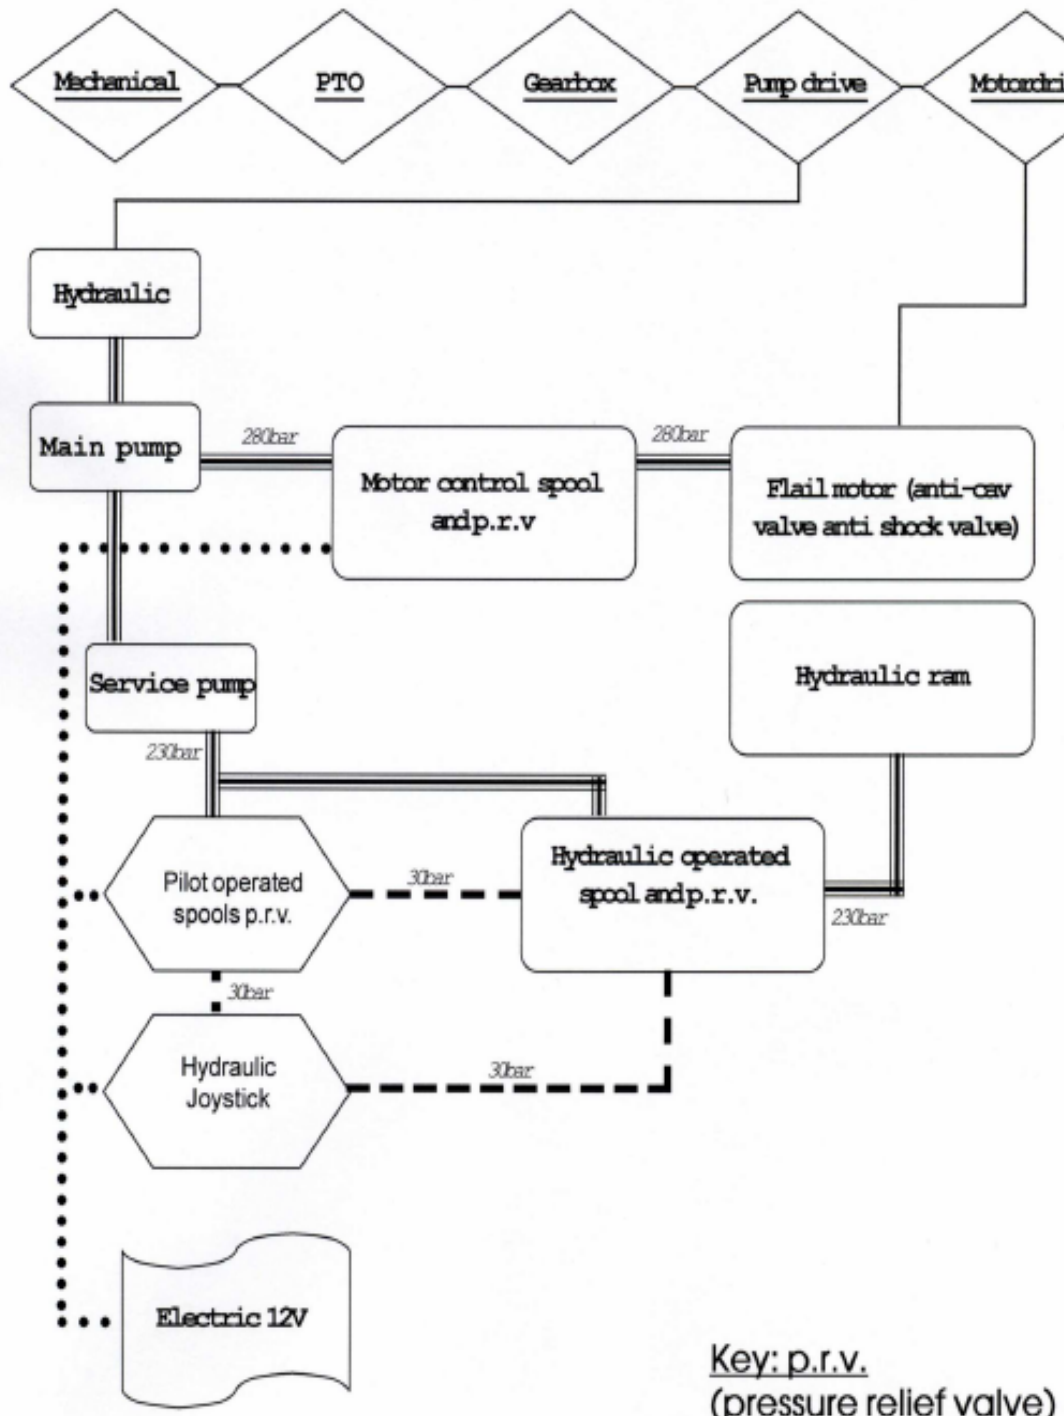 Mechanical
PTO
Gearbox
Pump drive
Motordri
Hydraulic
Main pump
280bar
Motor control spool
and p.r.v
280bar
Flail motor (anti-cav
valve anti shock valve)
Service pump
Hydraulic ram
230bar
Pilot operated
spools p.r.v.
30bar
Hydraulic operated
spool and p.r.v.
230bar
30bar
Hydraulic
Joystick
30bar
Electric 12V
Key: p.r.v.
(pressure relief valve)